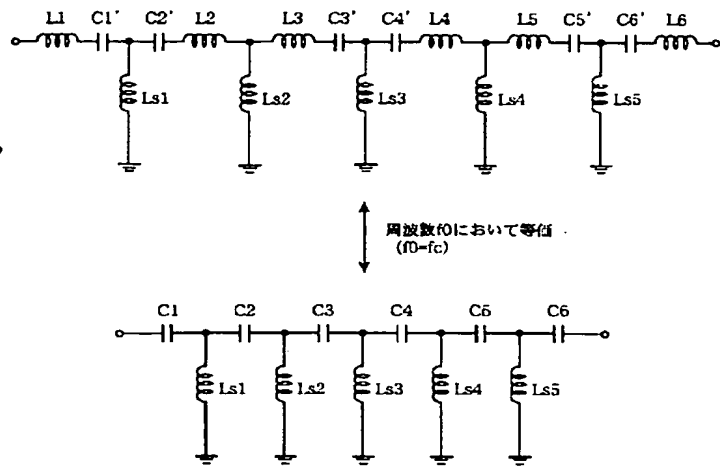 L1 C1' C2' L2 L3 C3' C4' L4 L5 C5' C6' L6
Ls1 Ls2 Ls3 Ls4 Ls5
周波数f0において等価
(f0=fc)
C1 C2 C3 C4 C5 C6
Ls1 Ls2 Ls3 Ls4 Ls5